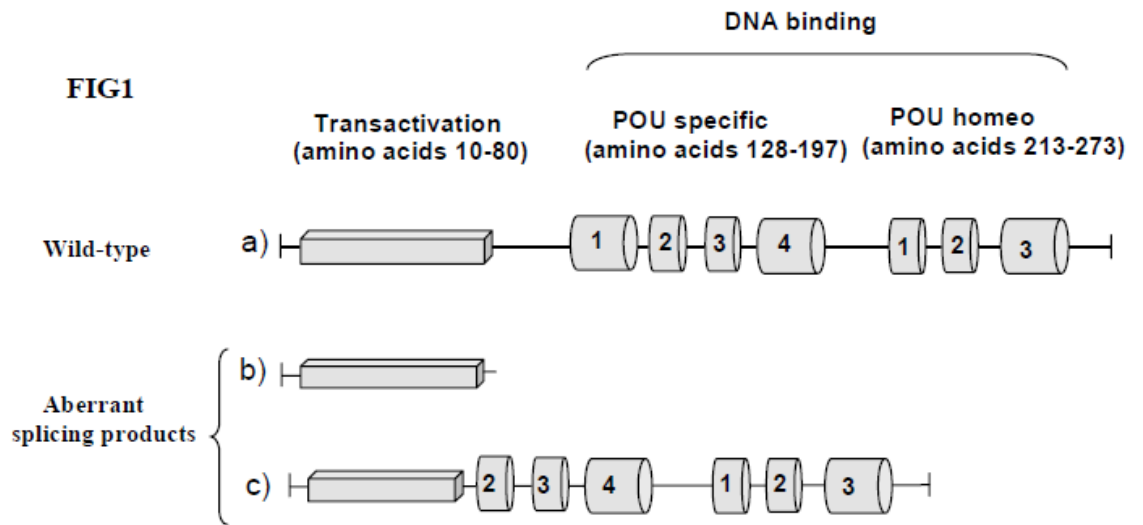 DNA binding
FIG1
Transactivation
(amino acids 10-80)
POU specific
(amino acids 128-197)
POU homeo
(amino acids 213-273)
Wild-type
a)
1 2 3 4 1 2 3
Aberrant
splicing products
b)
c)
2 3 4 1 2 3